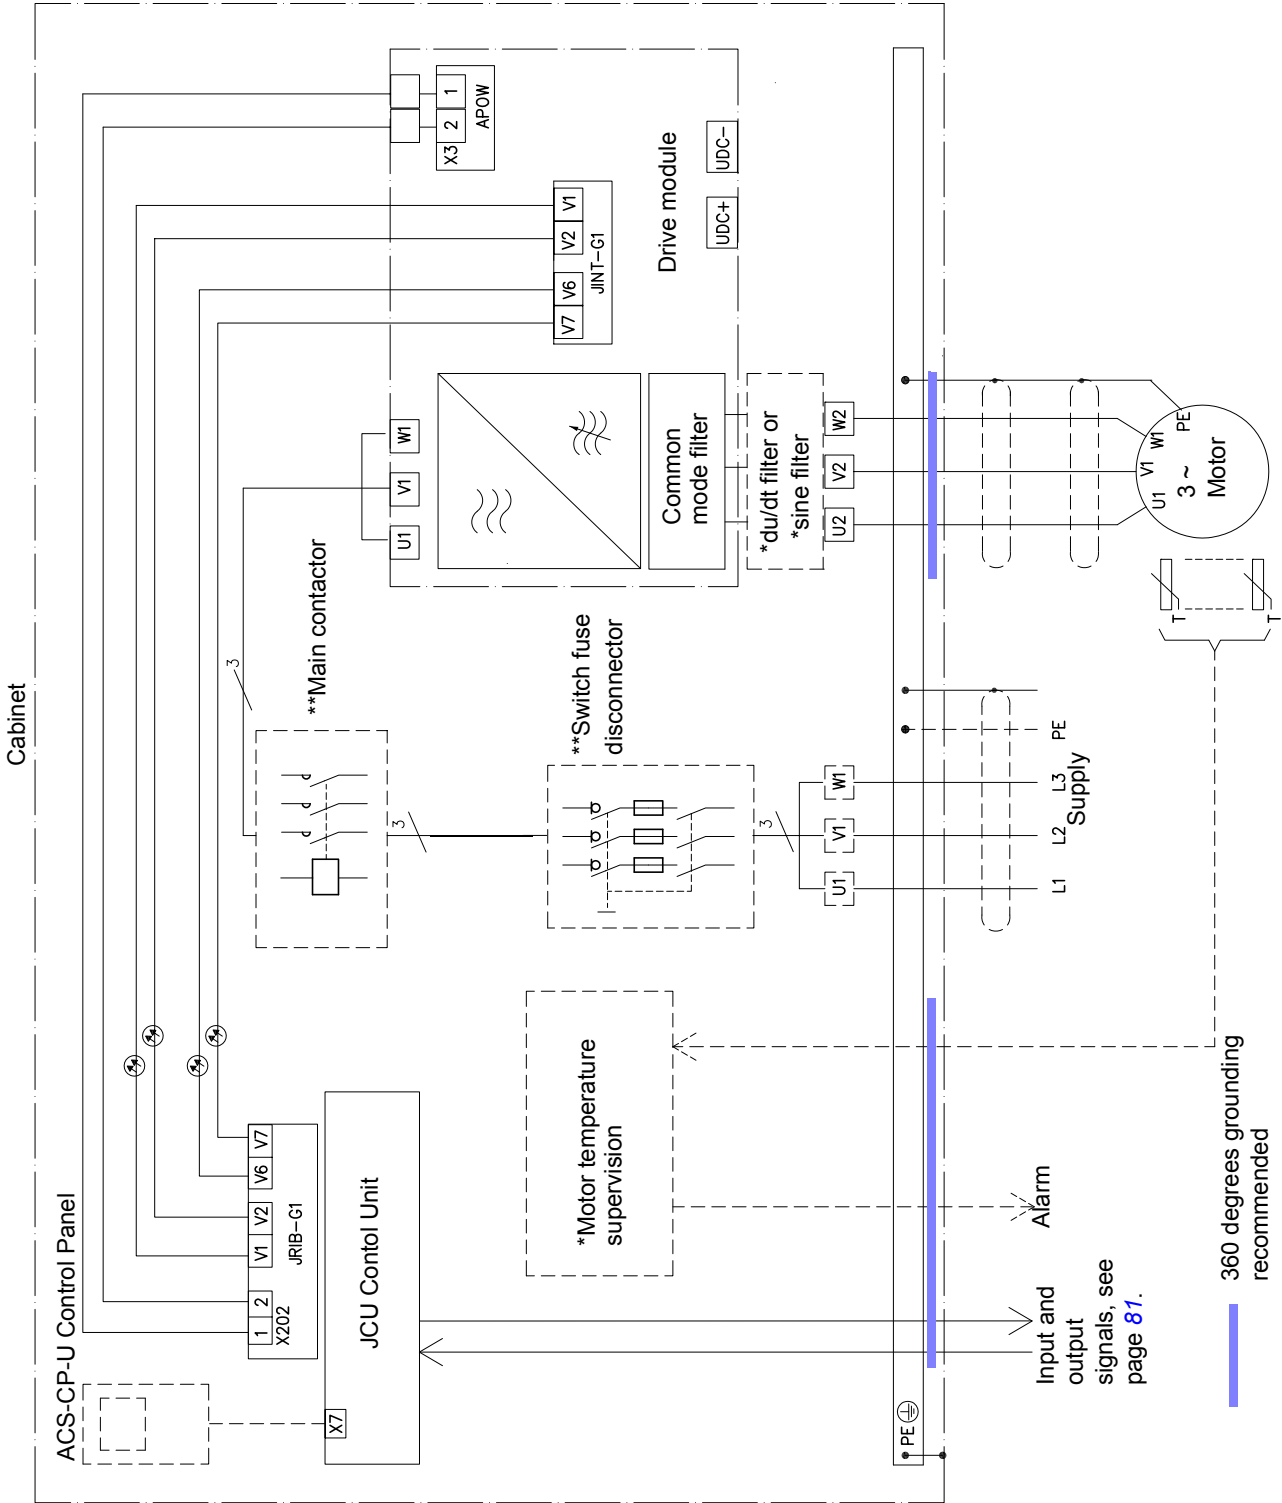 Cabinet
ACS-CP-U Control Panel
X7
JCU Contol Unit
1
2
X202
V1
V2
V6
V7
JRIB-G1
**Main contactor
3
3
**Switch fuse
disconnector
3
U1
V1
W1
L1
L2
L3
PE
Supply
*Motor temperature
supervision
Alarm
Input and
output
signals, see
page 81.
PE
360 degrees grounding
recommended
U1
V1
W1
Common
mode filter
*du/dt filter or
*sine filter
U2
V2
W2
V7
V6
V2
V1
JINT-G1
X3
2
1
APOW
Drive module
UDC+
UDC-
U1
V1
W1
PE
3 ~
Motor
T
T